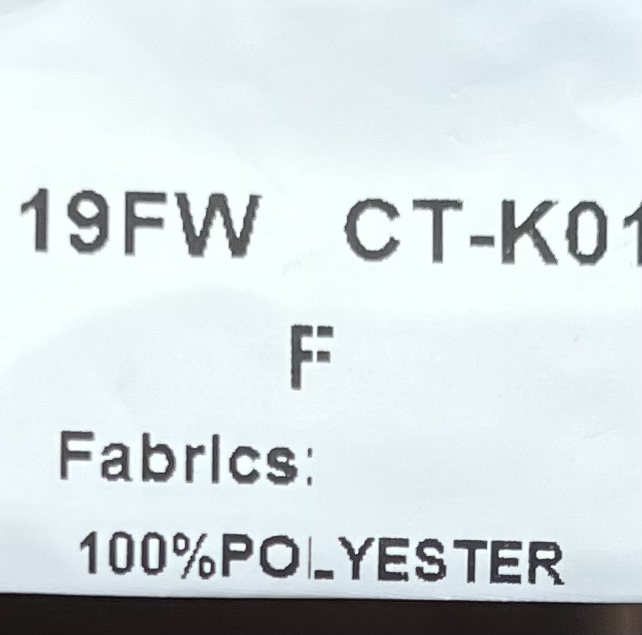 19FW CT-K01
F
Fabrics:
100%POLYESTER